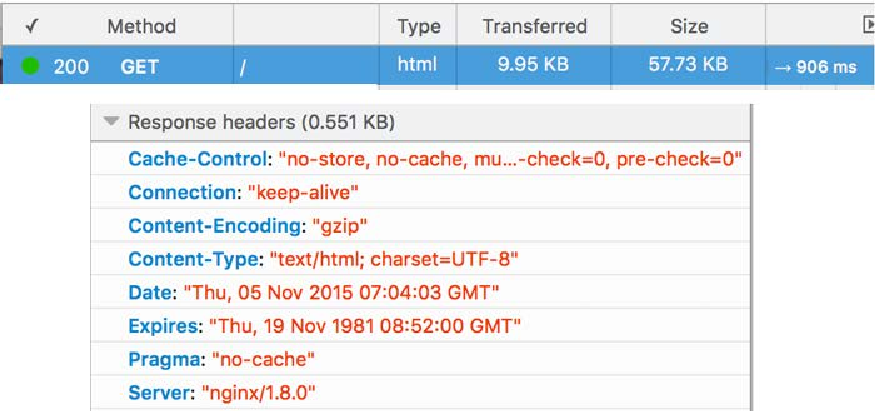 ✓ Method Type Transferred Size
200 GET / html 9.95 KB 57.73 KB → 906 ms
Response headers (0.551 KB)
Cache-Control: "no-store, no-cache, mu...-check=0, pre-check=0"
Connection: "keep-alive"
Content-Encoding: "gzip"
Content-Type: "text/html; charset=UTF-8"
Date: "Thu, 05 Nov 2015 07:04:03 GMT"
Expires: "Thu, 19 Nov 1981 08:52:00 GMT"
Pragma: "no-cache"
Server: "nginx/1.8.0"